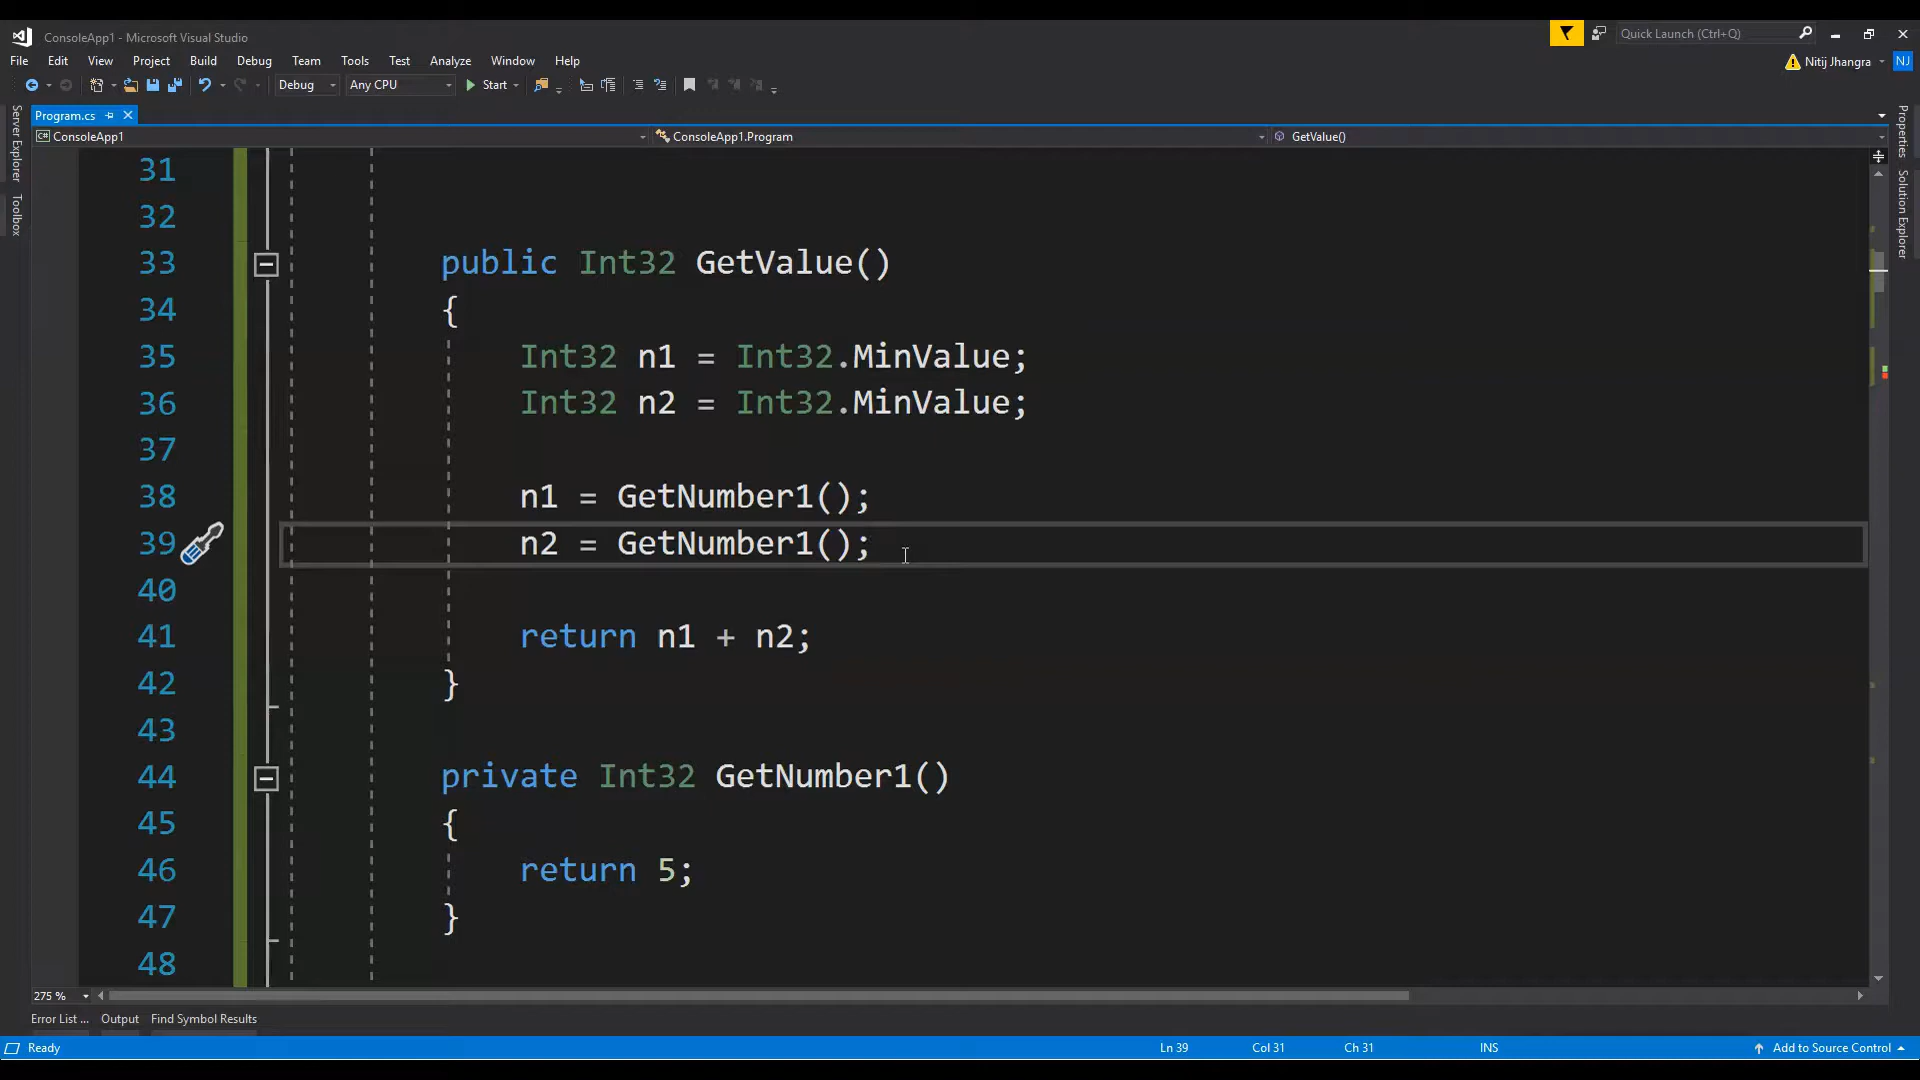 ConsoleApp1 - Microsoft Visual Studio
Quick Launch (Ctrl+Q)
File Edit View Project Build Debug Team Tools Test Analyze Window Help
Nitij Jhangra NJ
Debug Any CPU Start
Program.cs
C# ConsoleApp1 ConsoleApp1.Program GetValue()
Server Explorer
Toolbox
Properties
Solution Explorer
31
32
33 public Int32 GetValue()
34 {
35 Int32 n1 = Int32.MinValue;
36 Int32 n2 = Int32.MinValue;
37
38 n1 = GetNumber1();
39 n2 = GetNumber1();
40
41 return n1 + n2;
42 }
43
44 private Int32 GetNumber1()
45 {
46 return 5;
47 }
48
275 %
Error List ... Output Find Symbol Results
Ready Ln 39 Col 31 Ch 31 INS Add to Source Control